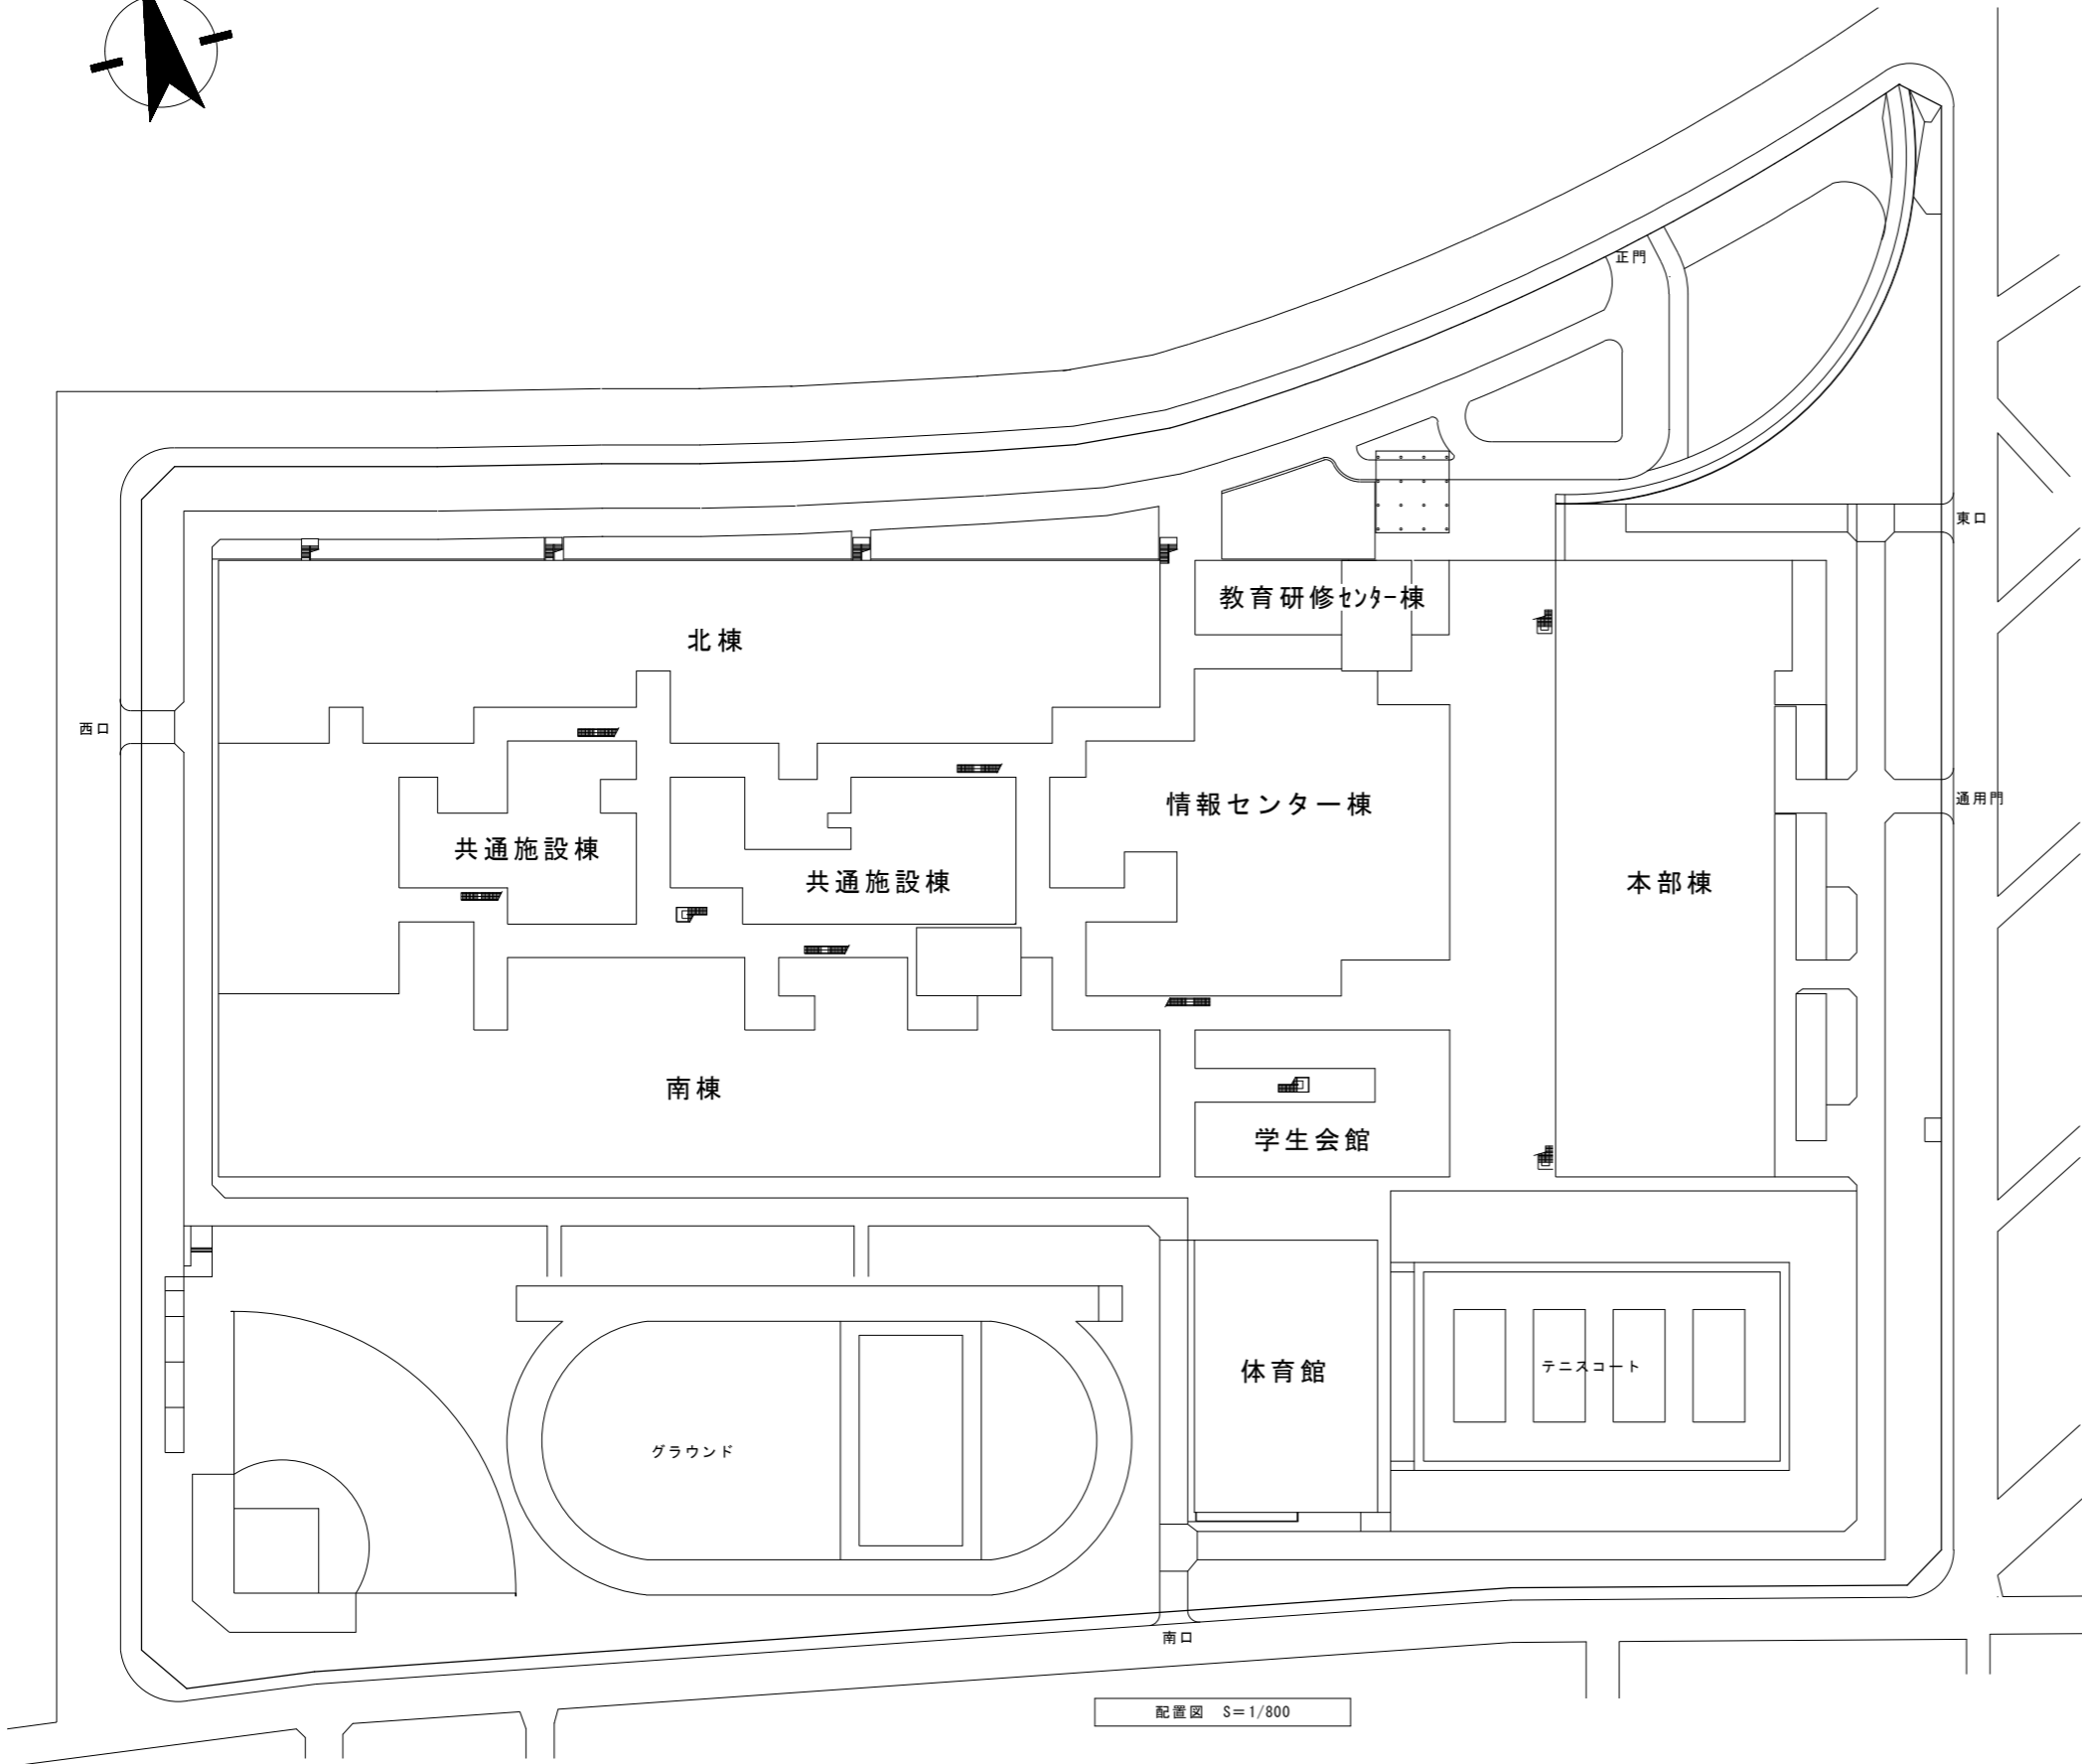 正門
東口
教育研修ｾﾝﾀｰ棟
北棟
西口
通用門
情報センター棟
共通施設棟
共通施設棟
本部棟
南棟
学生会館
体育館
テニスコート
グラウンド
南口
配置図　S＝1/800